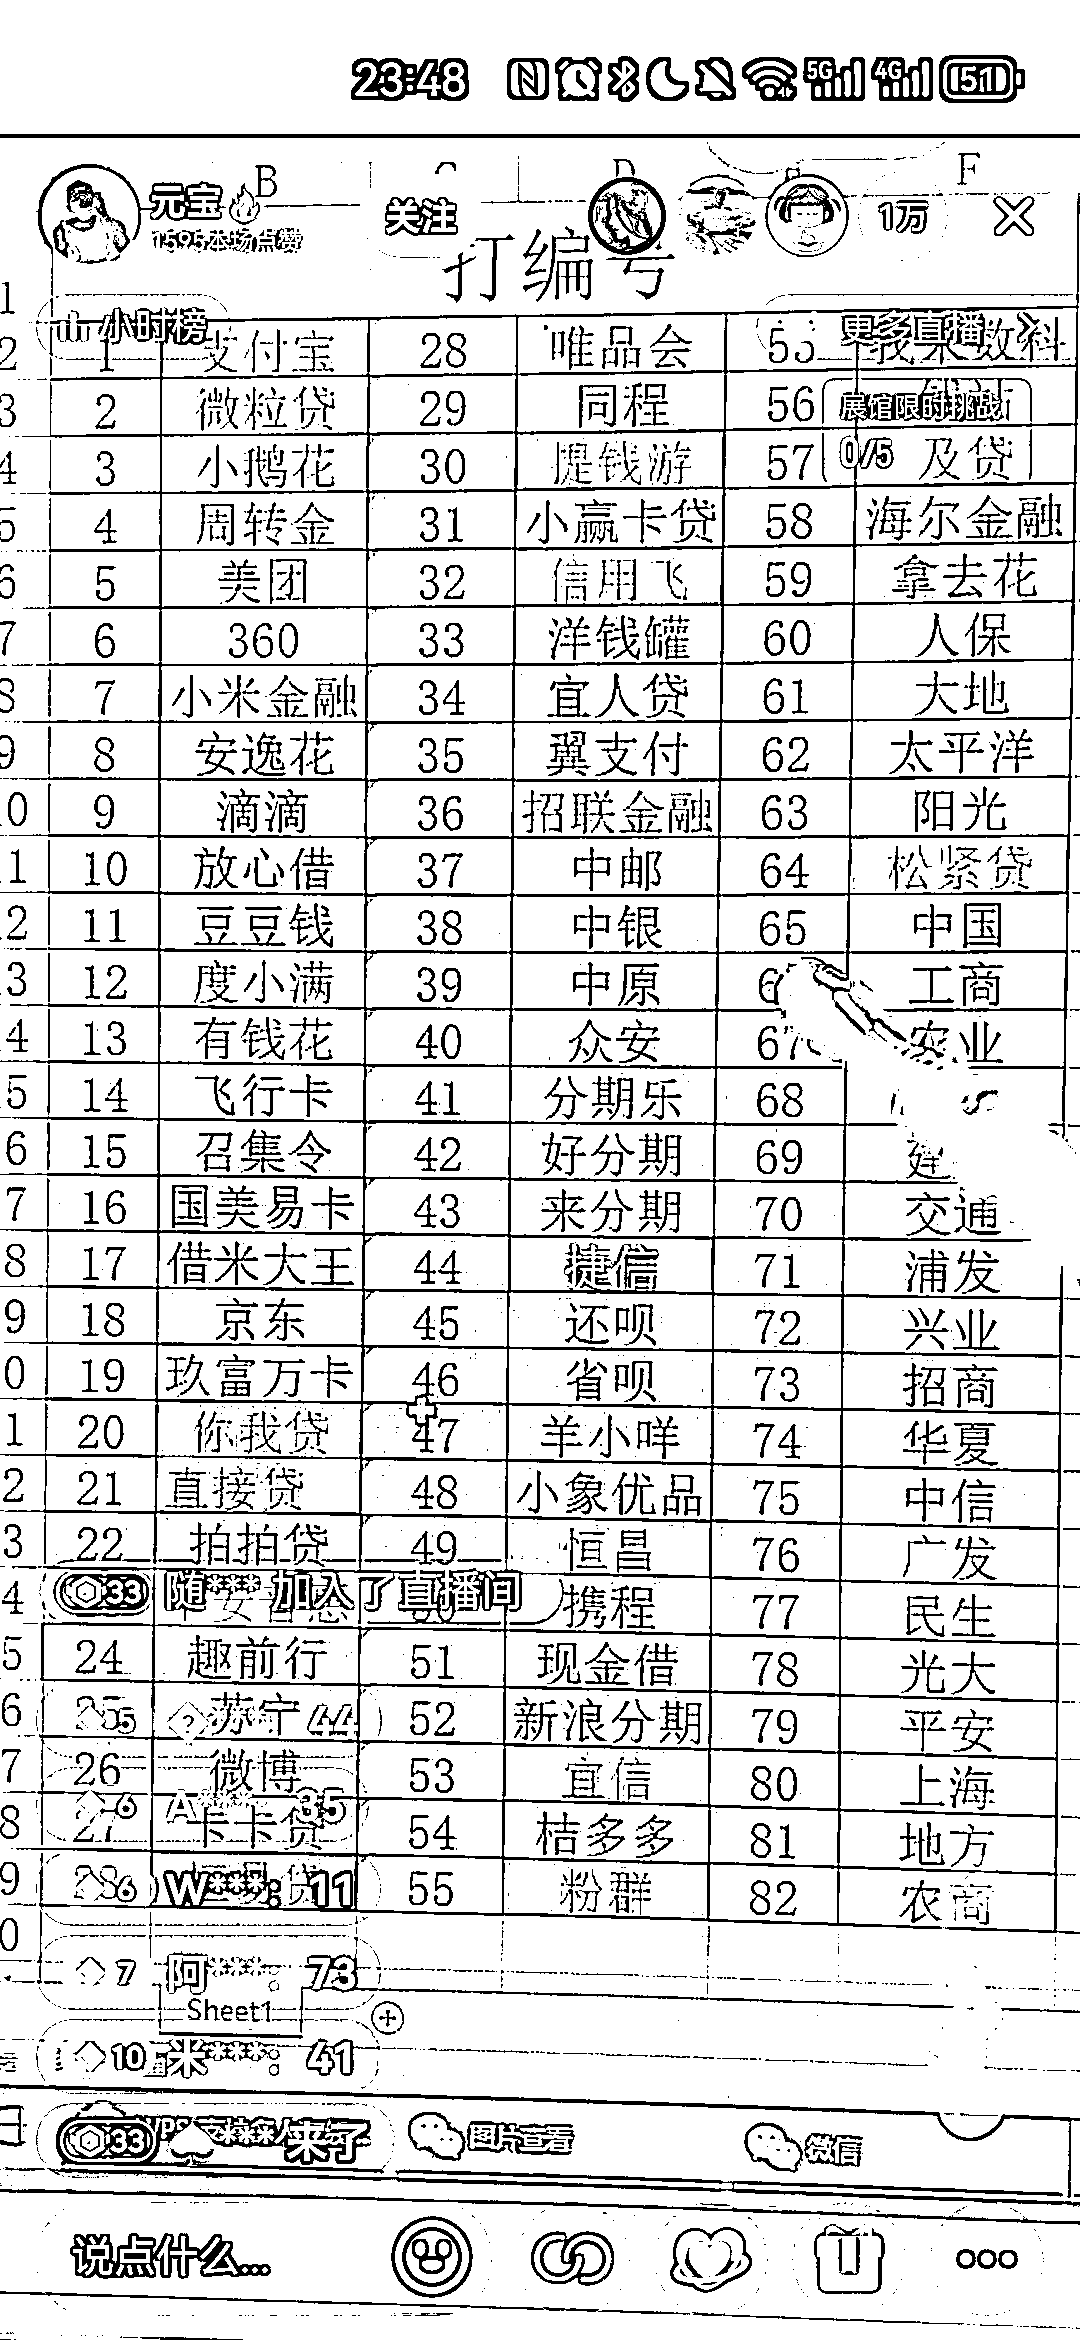 23:48 5G 4G 51
B F
元宝 关注 1万
1595本场点赞
打编号
小时榜 更多直播
1 支付宝 28 唯品会 数科
2 微粒贷 29 同程 56 展馆限时挑战
3 小鹅花 30 提钱游 57 0/5 及贷
4 周转金 31 小赢卡贷 58 海尔金融
5 美团 32 信用飞 59 拿去花
6 360 33 洋钱罐 60 人保
7 小米金融 34 宜人贷 61 大地
8 安逸花 35 翼支付 62 太平洋
9 滴滴 36 招联金融 63 阳光
10 放心借 37 中邮 64 松紧贷
11 豆豆钱 38 中银 65 中国
12 度小满 39 中原 工商
13 有钱花 40 众安 67 农业
14 飞行卡 41 分期乐 68
15 召集令 42 好分期 69 建
16 国美易卡 43 来分期 70 交通
17 借米大王 44 捷信 71 浦发
18 京东 45 还呗 72 兴业
19 玖富万卡 46 省呗 73 招商
20 你我贷 47 羊小咩 74 华夏
21 直接贷 48 小象优品 75 中信
22 拍拍贷 49 恒昌 76 广发
33 随*** 加入了直播间 携程 77 民生
24 趣前行 51 现金借 78 光大
苏宁 44 52 新浪分期 79 平安
26 微博 53 宜信 80 上海
6 A***: 35
27 卡卡贷 54 桔多多 81 地方
6 W***: 11 55 粉群 82 农商
7 阿***: 73
Sheet1
10 米***: 41
33 来了 图片查看 微信
说点什么...